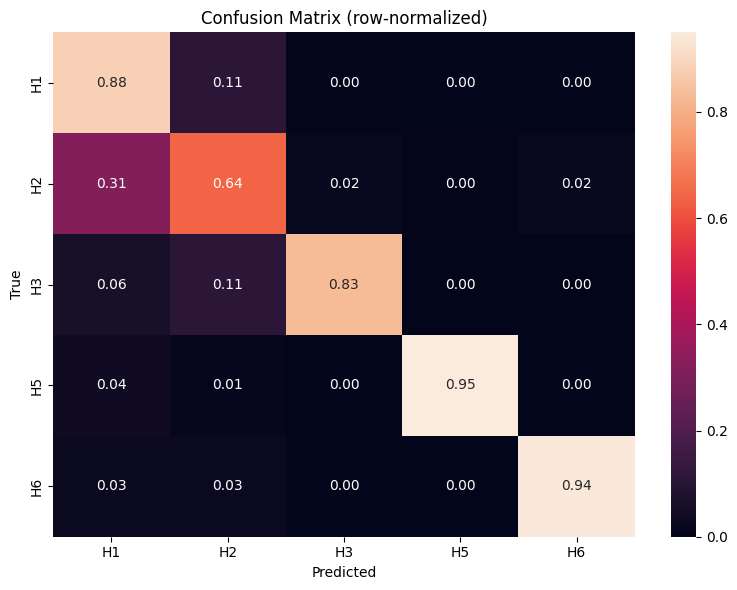 Confusion Matrix (row-normalized)
H1 0.88 0.11 0.00 0.00 0.00
H2 0.31 0.64 0.02 0.00 0.02
H3 0.06 0.11 0.83 0.00 0.00
H5 0.04 0.01 0.00 0.95 0.00
H6 0.03 0.03 0.00 0.00 0.94
True
H1 H2 H3 H5 H6
Predicted
0.8
0.6
0.4
0.2
0.0